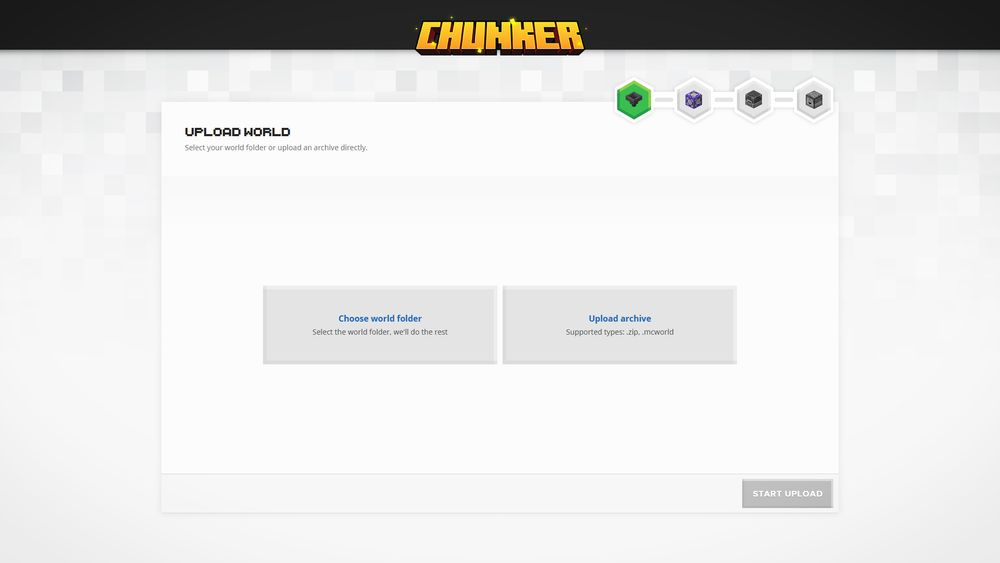 CHUNKER
UPLOAD WORLD
Select your world folder or upload an archive directly.
Choose world folder
Select the world folder, we'll do the rest
Upload archive
Supported types: .zip, .mcworld
START UPLOAD